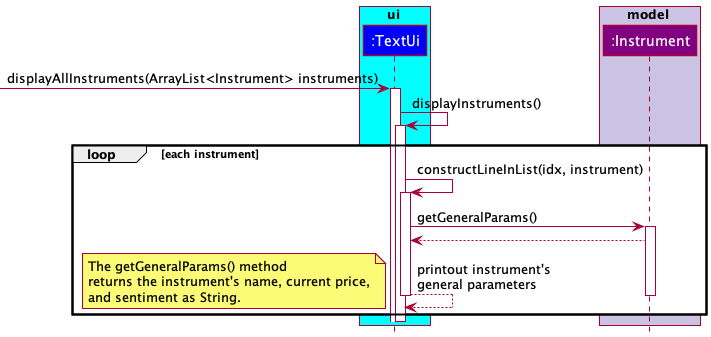 ui
model
:TextUi
:Instrument
displayAllInstruments(ArrayList<Instrument> instruments)
displayInstruments()
loop
[each instrument]
constructLineInList(idx, instrument)
getGeneralParams()
The getGeneralParams() method
returns the instrument's name, current price,
and sentiment as String.
printout instrument's
general parameters